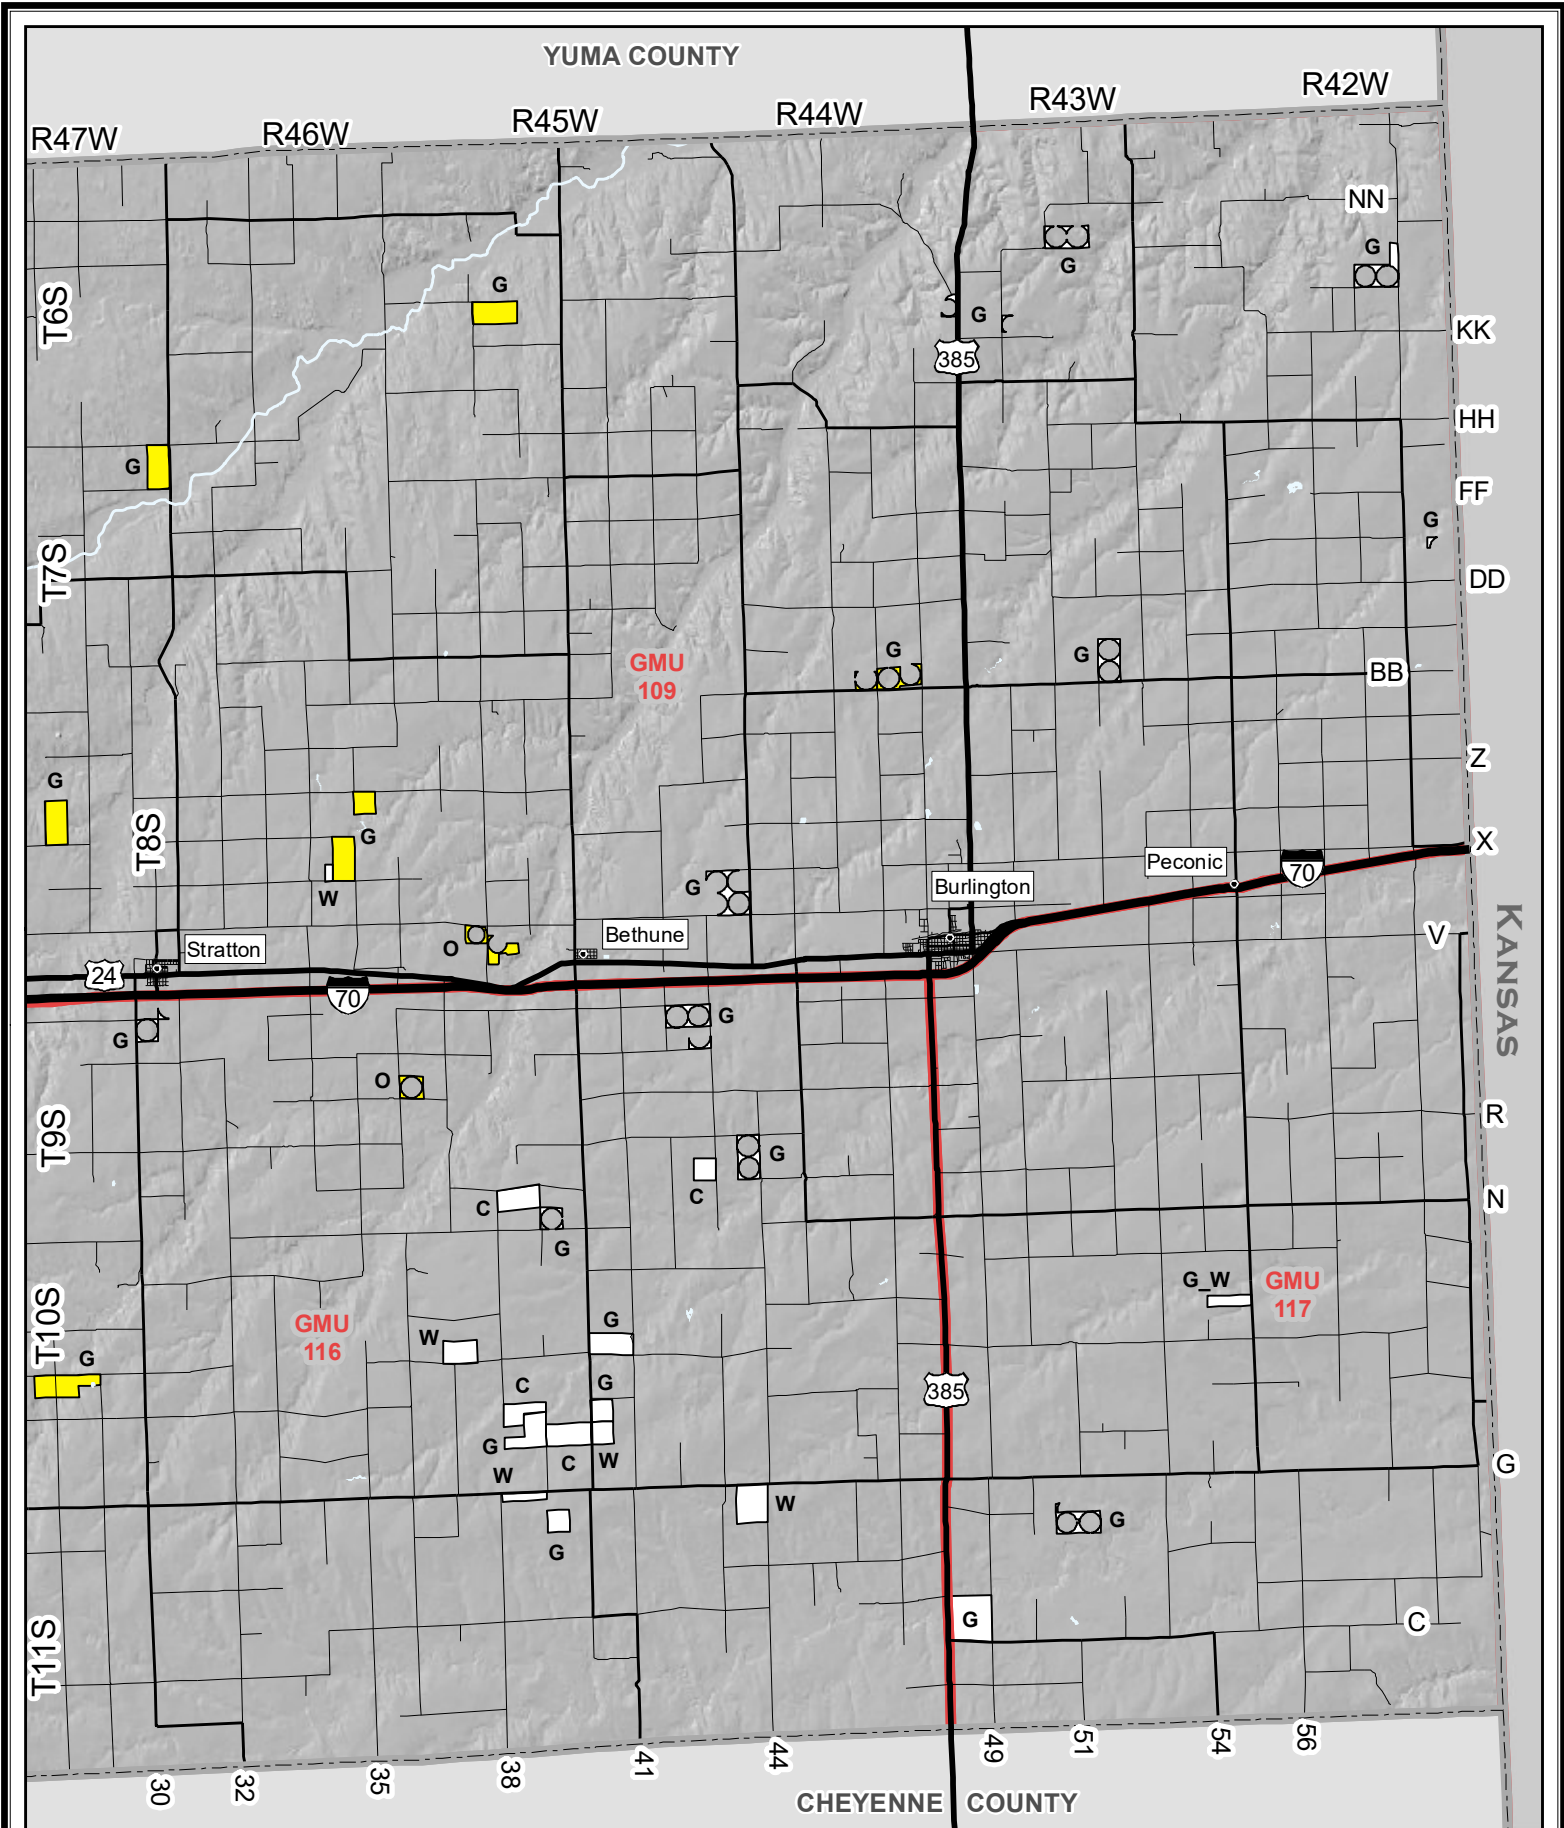 YUMA COUNTY
R47W
R46W
R45W
R44W
R43W
R42W
NN
G
G
G
G
T6S
KK
385
HH
G
FF
G
T7S
DD
GMU
109
G
G
BB
Z
G
T8S
G
W
G
X
Peconic
70
Burlington
KANSAS
V
Bethune
O
Stratton
24
70
G
G
O
R
T9S
G
C
C
G
N
G_W
GMU
117
T10S
GMU
116
G
W
G
C
G
385
G
C
W
W
G
W
G
G
G
C
T11S
30
32
35
38
41
44
49
51
54
56
CHEYENNE COUNTY